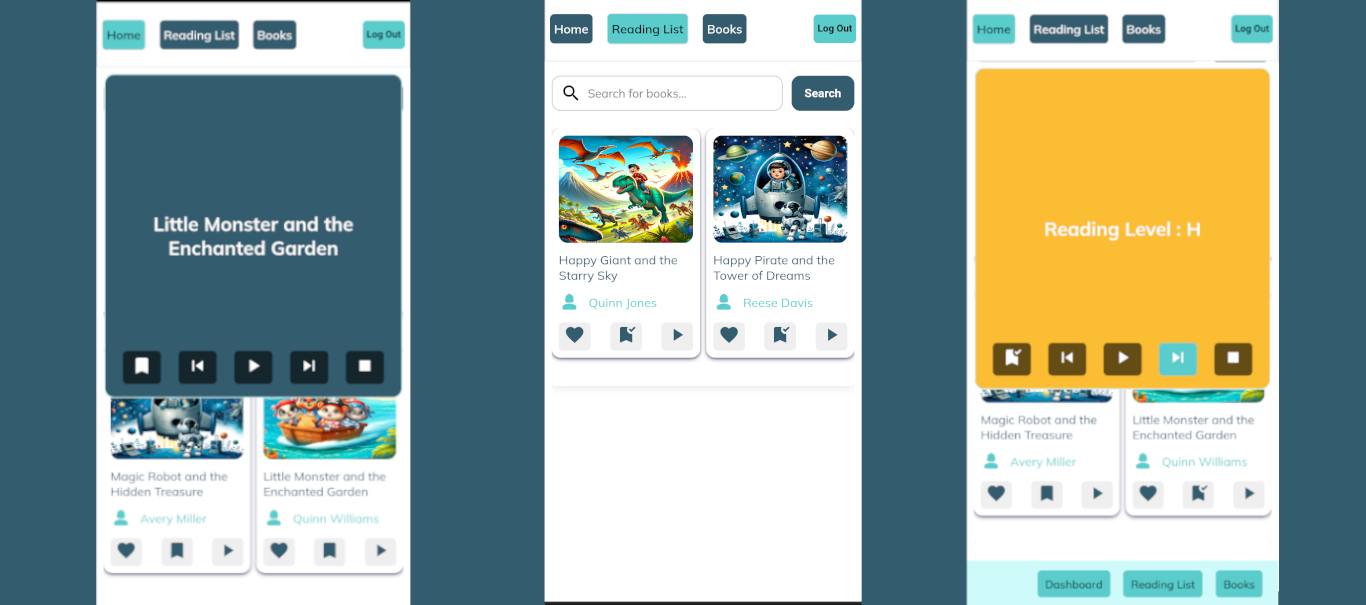 Home Reading List Books Log Out
Little Monster and the
Enchanted Garden
Magic Robot and the
Hidden Treasure
Avery Miller
Little Monster and the
Enchanted Garden
Quinn Williams
Home Reading List Books Log Out
Search for books... Search
Happy Giant and the
Starry Sky
Quinn Jones
Happy Pirate and the
Tower of Dreams
Reese Davis
Home Reading List Books Log Out
Reading Level : H
Magic Robot and the
Hidden Treasure
Avery Miller
Little Monster and the
Enchanted Garden
Quinn Williams
Dashboard Reading List Books